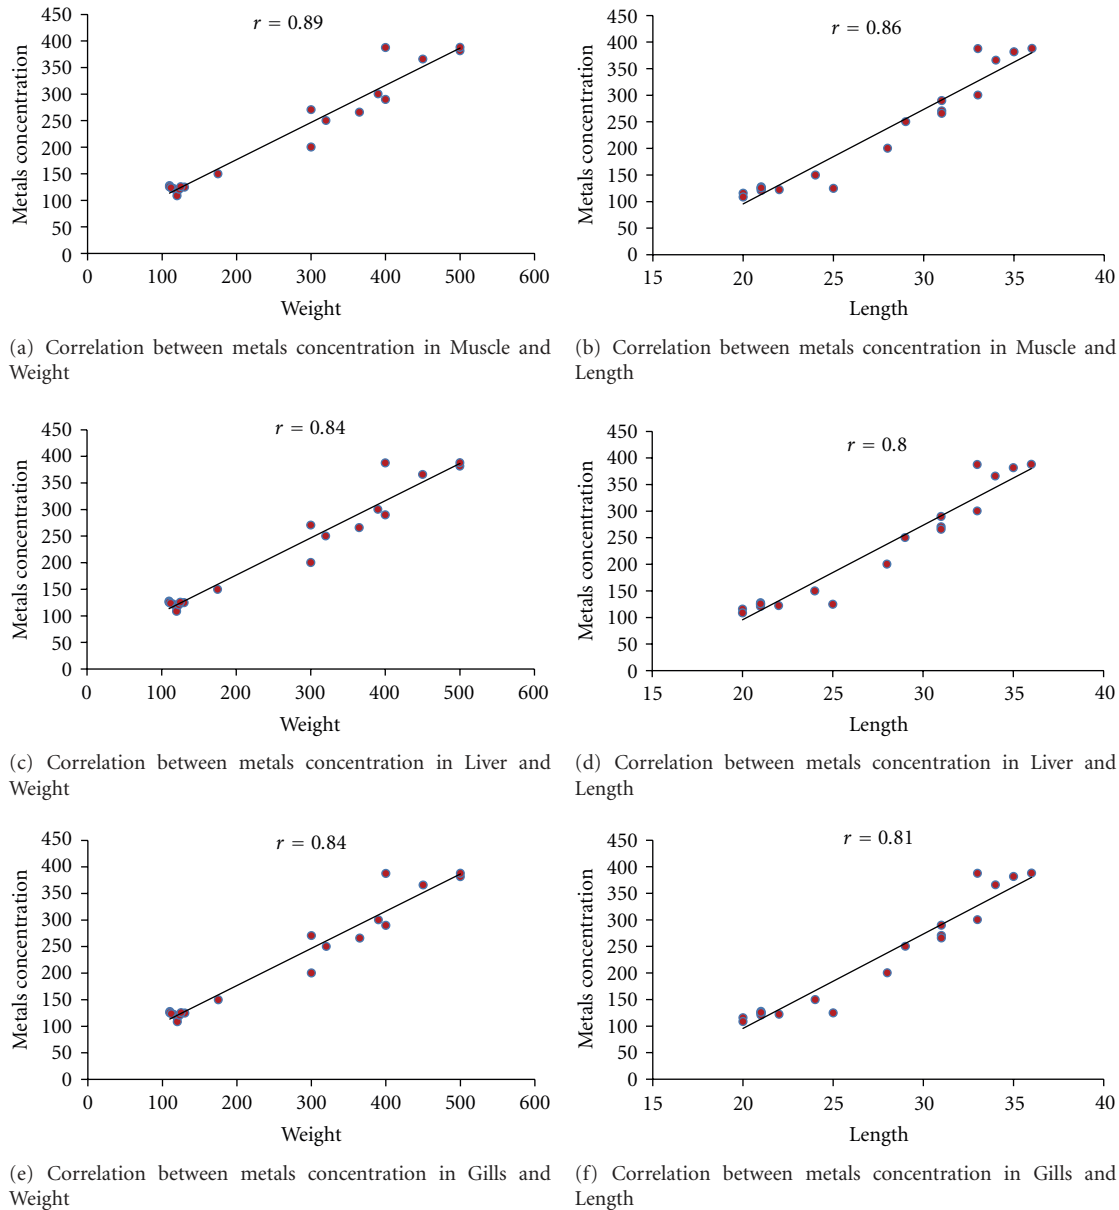 r = 0.89
450
400
350
300
250
200
150
100
50
0
Metals concentration
0 100 200 300 400 500 600
Weight
(a) Correlation between metals concentration in Muscle and
Weight
r = 0.86
450
400
350
300
250
200
150
100
50
0
Metals concentration
15 20 25 30 35 40
Length
(b) Correlation between metals concentration in Muscle and
Length
r = 0.84
450
400
350
300
250
200
150
100
50
0
Metals concentration
0 100 200 300 400 500 600
Weight
(c) Correlation between metals concentration in Liver and
Weight
r = 0.8
450
400
350
300
250
200
150
100
50
0
Metals concentration
15 20 25 30 35 40
Length
(d) Correlation between metals concentration in Liver and
Length
r = 0.84
450
400
350
300
250
200
150
100
50
0
Metals concentration
0 100 200 300 400 500 600
Weight
(e) Correlation between metals concentration in Gills and
Weight
r = 0.81
450
400
350
300
250
200
150
100
50
0
Metals concentration
15 20 25 30 35 40
Length
(f) Correlation between metals concentration in Gills and
Length